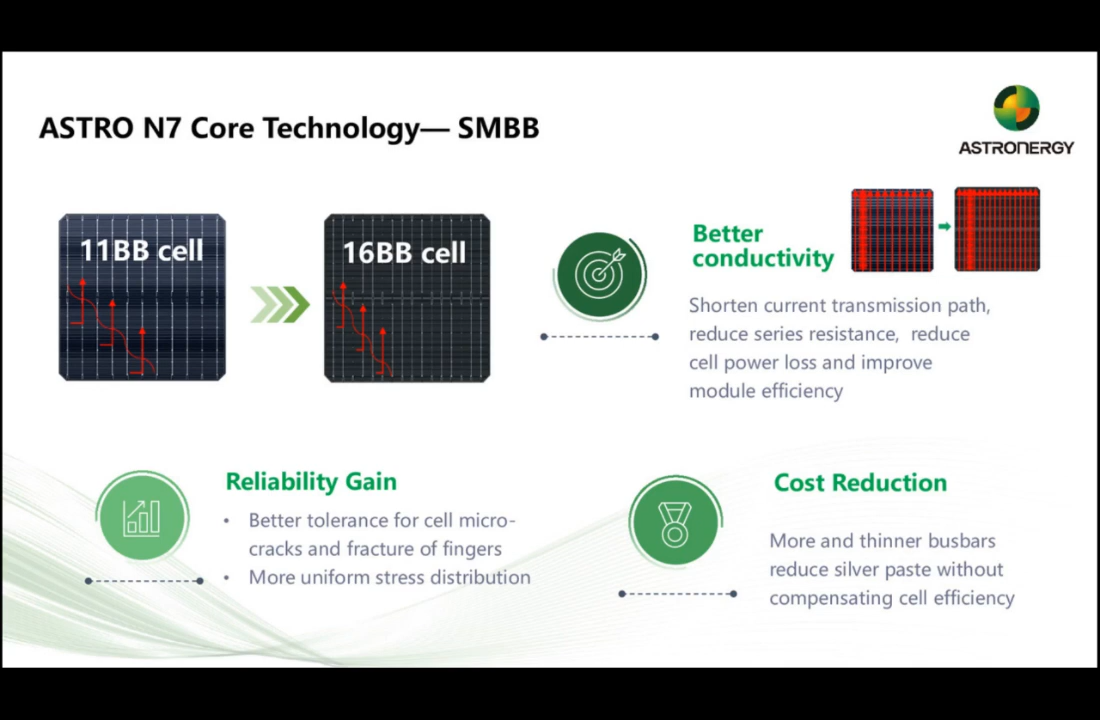 ASTRO N7 Core Technology— SMBB
ASTRONERGY
11BB cell
16BB cell
Better
conductivity
Shorten current transmission path,
reduce series resistance, reduce
cell power loss and improve
module efficiency
Reliability Gain
• Better tolerance for cell micro-
cracks and fracture of fingers
• More uniform stress distribution
Cost Reduction
More and thinner busbars
reduce silver paste without
compensating cell efficiency